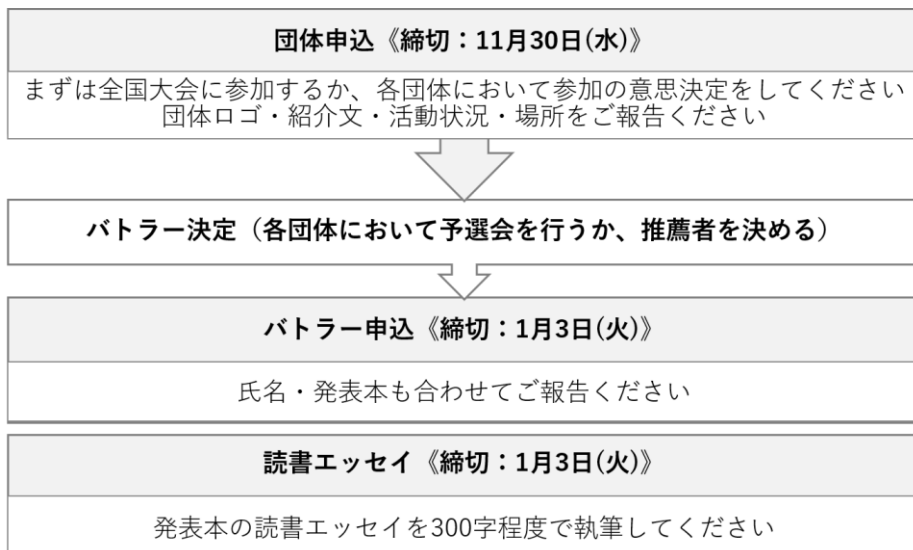 団体申込《締切：11月30日(水)》
まずは全国大会に参加するか、各団体において参加の意思決定をしてください
団体ロゴ・紹介文・活動状況・場所をご報告ください
バトラー決定（各団体において予選会を行うか、推薦者を決める）
バトラー申込《締切：1月3日(火)》
氏名・発表本も合わせてご報告ください
読書エッセイ《締切：1月3日(火)》
発表本の読書エッセイを300字程度で執筆してください